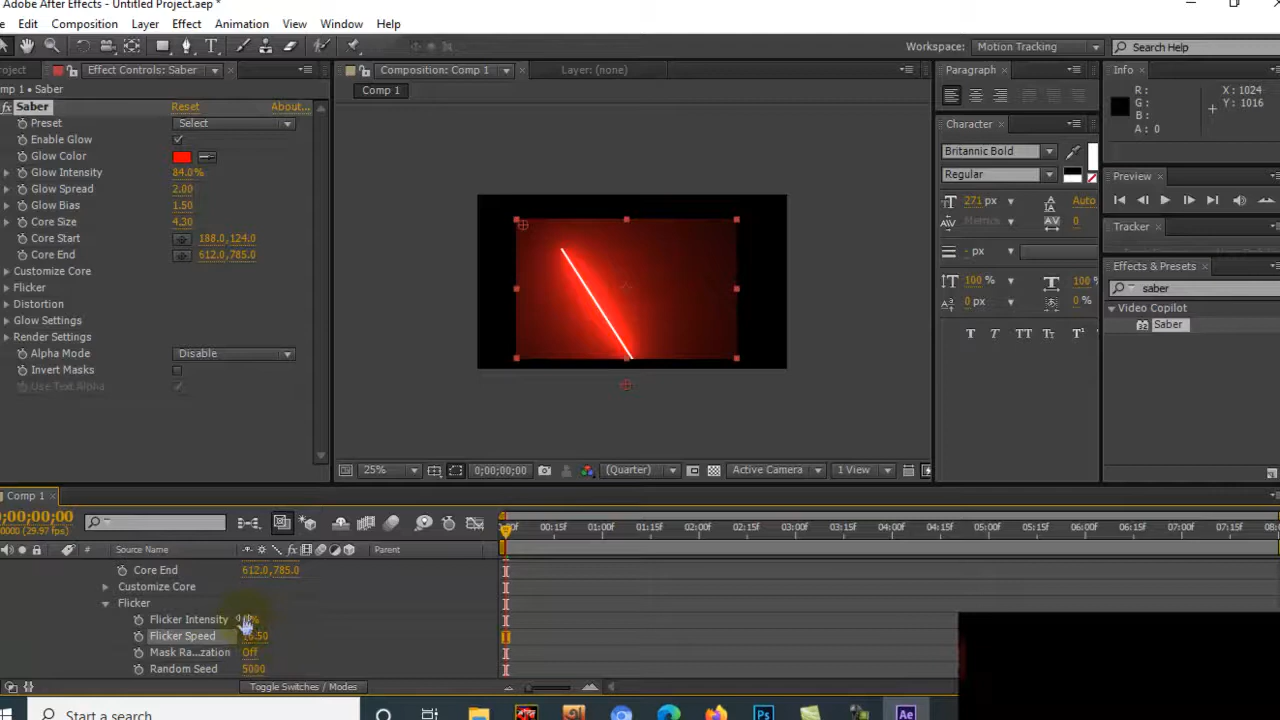 Adobe After Effects - Untitled Project.aep *
Edit Composition Layer Effect Animation View Window Help
Workspace: Motion Tracking Search Help
Effect Controls: Saber
Composition: Comp 1 Layer: (none)
Paragraph Info
Comp 1 • Saber
Comp 1
R: X: 1024
G: Y: 1016
B:
A: 0
Saber Reset About...
Preset Select
Enable Glow
Glow Color
Glow Intensity 84.0%
Glow Spread 2.00
Glow Bias 1.50
Core Size 4.30
Core Start 188.0,124.0
Core End 612.0,785.0
Customize Core
Flicker
Distortion
Glow Settings
Render Settings
Alpha Mode Disable
Invert Masks
Use Text Alpha
Character
Britannic Bold
Regular
271 px Auto
Metrics 0
- px
100 % 100 %
0 px 0 %
T T TT Tt T¹
Preview
Tracker
Effects & Presets
saber
Video Copilot
Saber
25% 0;00;00;00 (Quarter) Active Camera 1 View
Comp 1
;00;00;00
(29.97 fps)
00:15f 01:00f 01:15f 02:00f 02:15f 03:00f 03:15f 04:00f 04:15f 05:00f 05:15f 06:00f 06:15f 07:00f 07:15f
# Source Name Parent
Core End 612.0,785.0
Customize Core
Flicker
Flicker Intensity
Flicker Speed
Mask Ra...zation Off
Random Seed 5000
Toggle Switches / Modes
Start a search
Ps Ae